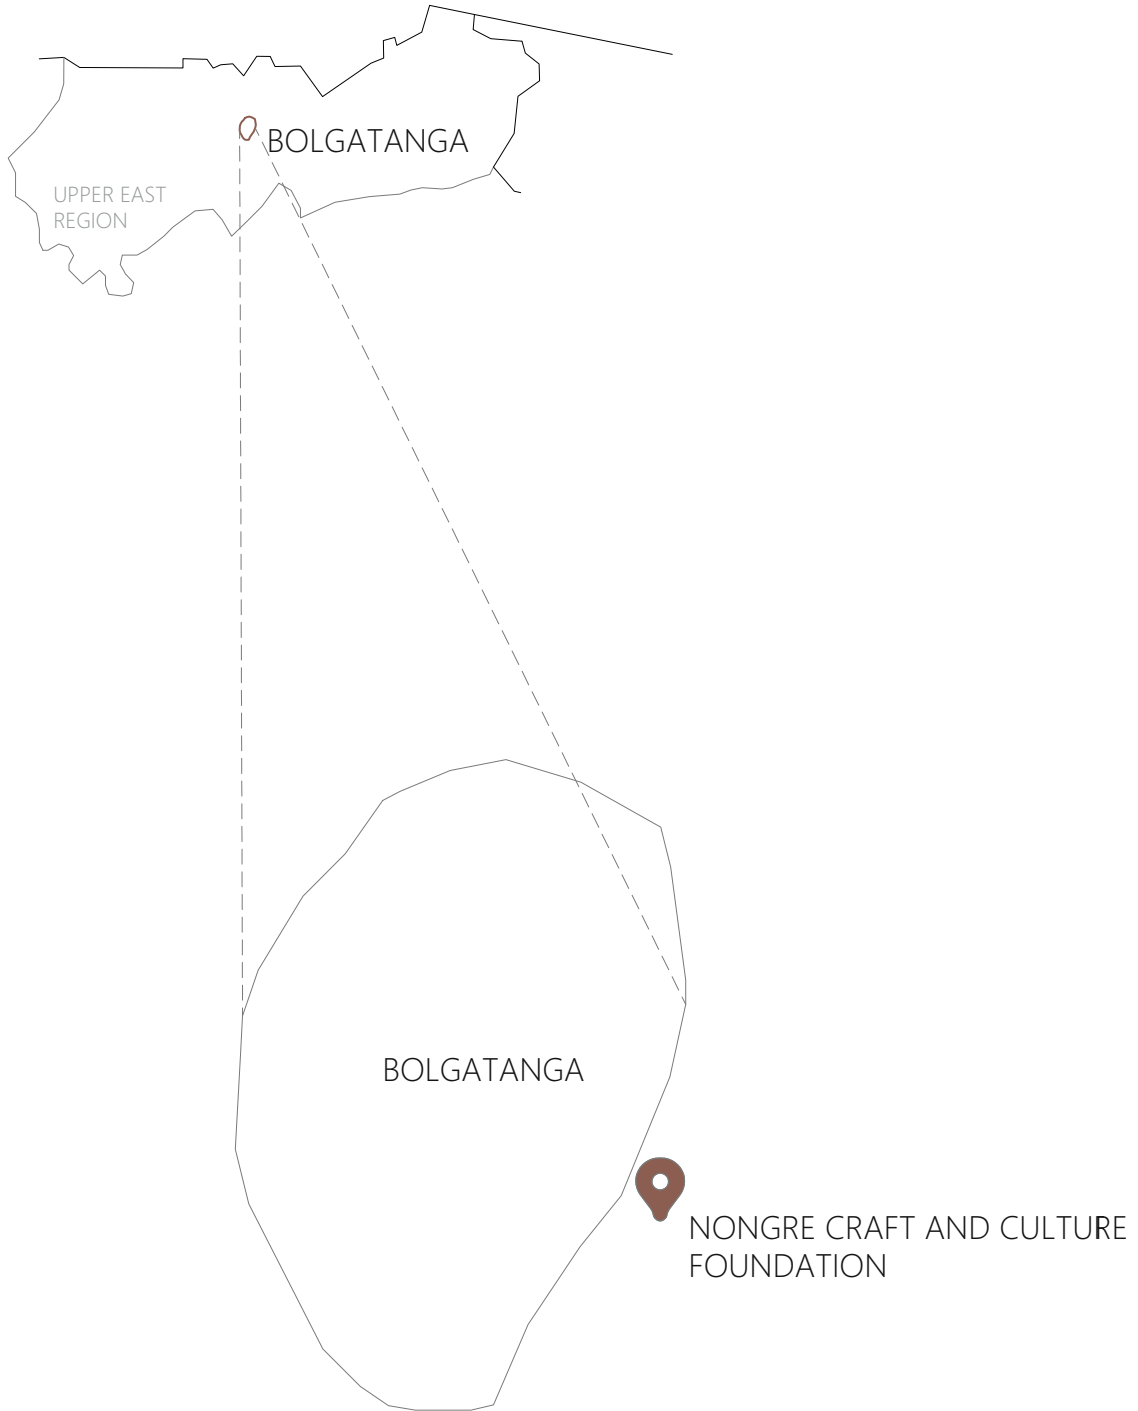 BOLGATANGA
UPPER EAST
REGION
BOLGATANGA
NONGRE CRAFT AND CULTURE
FOUNDATION